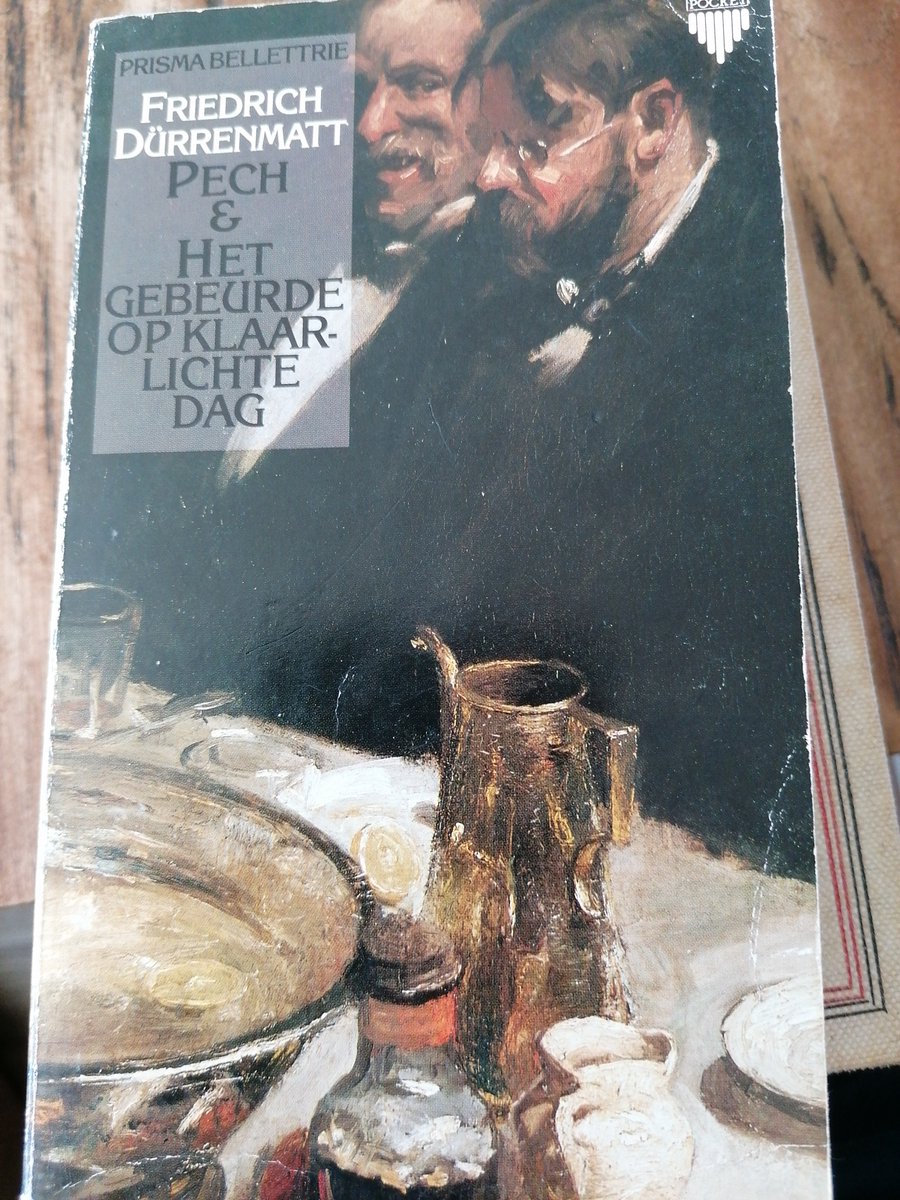 POCKET
PRISMA BELLETTRIE
FRIEDRICH
DÜRRENMATT
PECH
&
HET
GEBEURDE
OP KLAAR-
LICHTE
DAG